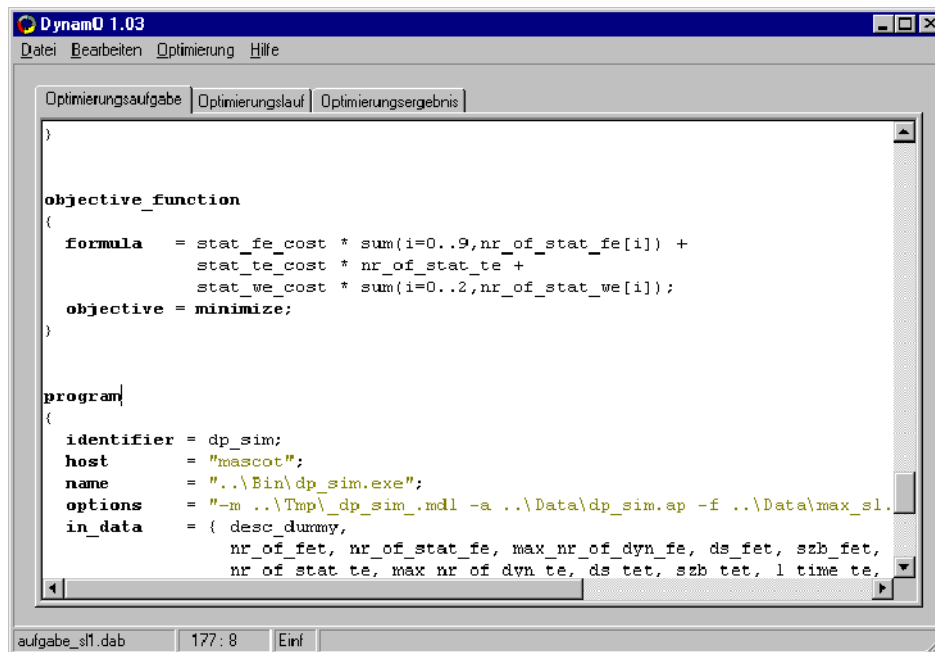 DynamO 1.03
Datei Bearbeiten Optimierung Hilfe
Optimierungsaufgabe Optimierungslauf Optimierungsergebnis
}
objective_function
{
formula = stat_fe_cost * sum(i=0..9,nr_of_stat_fe[i]) +
stat_te_cost * nr_of_stat_te +
stat_we_cost * sum(i=0..2,nr_of_stat_we[i]);
objective = minimize;
}
program
{
identifier = dp_sim;
host = "mascot";
name = "..\Bin\dp_sim.exe";
options = "-m ..\Tmp\_dp_sim_.mdl -a ..\Data\dp_sim.ap -f ..\Data\max_sl.
in_data = { desc_dummy,
nr_of_fet, nr_of_stat_fe, max_nr_of_dyn_fe, ds_fet, szb_fet,
nr_of_stat_te, max_nr_of_dyn_te, ds_tet, szb_tet, l_time_te,
aufgabe_sl1.dab 177: 8 Einf